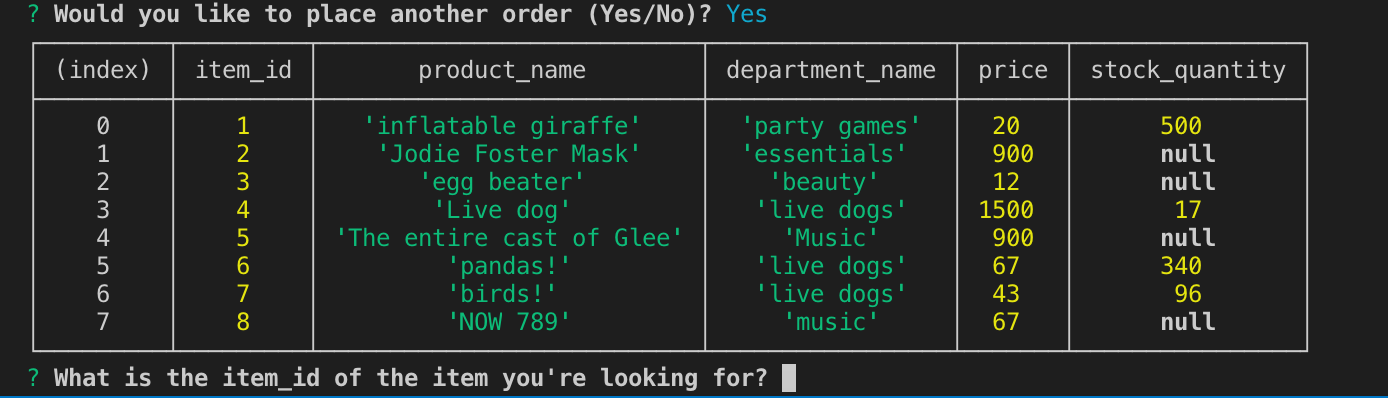 ? Would you like to place another order (Yes/No)? Yes
(index) item_id product_name department_name price stock_quantity
0 1 'inflatable giraffe' 'party games' 20 500
1 2 'Jodie Foster Mask' 'essentials' 900 null
2 3 'egg beater' 'beauty' 12 null
3 4 'Live dog' 'live dogs' 1500 17
4 5 'The entire cast of Glee' 'Music' 900 null
5 6 'pandas!' 'live dogs' 67 340
6 7 'birds!' 'live dogs' 43 96
7 8 'NOW 789' 'music' 67 null
? What is the item_id of the item you're looking for?